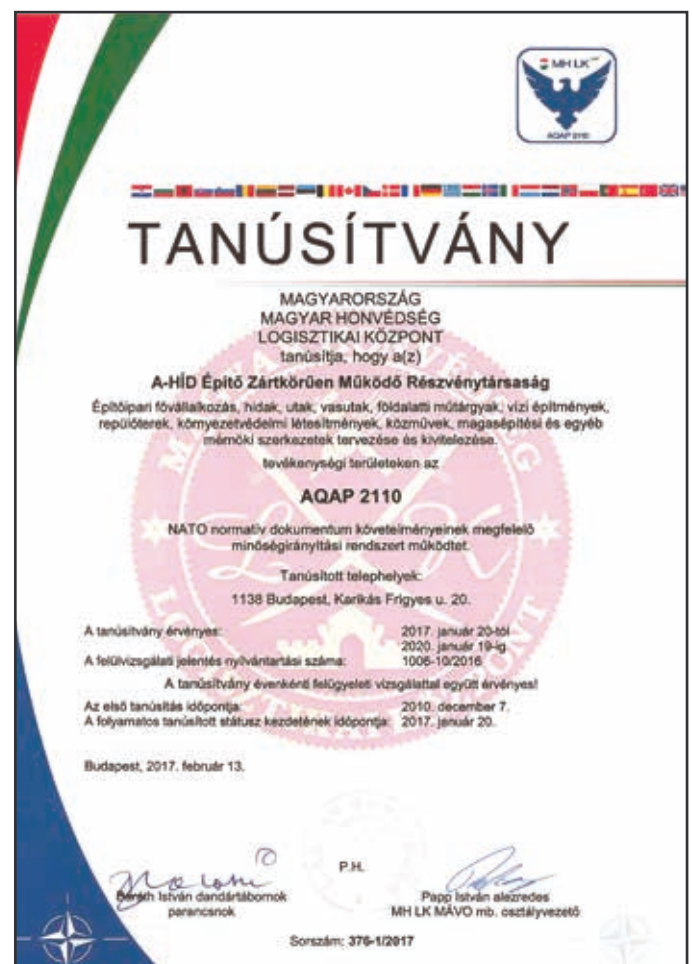 MH LK
AQAP 2110
TANÚSÍTVÁNY
MAGYARORSZÁG
MAGYAR HONVÉDSÉG
LOGISZTIKAI KÖZPONT
tanúsítja, hogy a(z)
A-HÍD Építő Zártkörűen Működő Részvénytársaság
Építőipari fővállalkozás, hidak, utak, vasutak, földalatti műtárgyak, vízi építmények,
repülőterek, környezetvédelmi létesítmények, közművek, magasépítési és egyéb
mérnöki szerkezetek tervezése és kivitelezése.
tevékenységi területeken az
AQAP 2110
NATO normatív dokumentum követelményeinek megfelelő
minőségirányítási rendszert működtet.
Tanúsított telephelyek:
1138 Budapest, Karikás Frigyes u. 20.
A tanúsítvány érvényes: 2017. január 20-tól
2020. január 19-ig
A felülvizsgálati jelentés nyilvántartási száma: 1006-10/2016
A tanúsítvány évenkénti felügyeleti vizsgálattal együtt érvényes!
Az első tanúsítás időpontja: 2010. december 7.
A folyamatos tanúsított státusz kezdetének időpontja: 2017. január 20.
Budapest, 2017. február 13.
P.H.
Baráth István dandártábornok Papp István alezredes
parancsnok MH LK MÁVO mb. osztályvezető
Sorszám: 376-1/2017